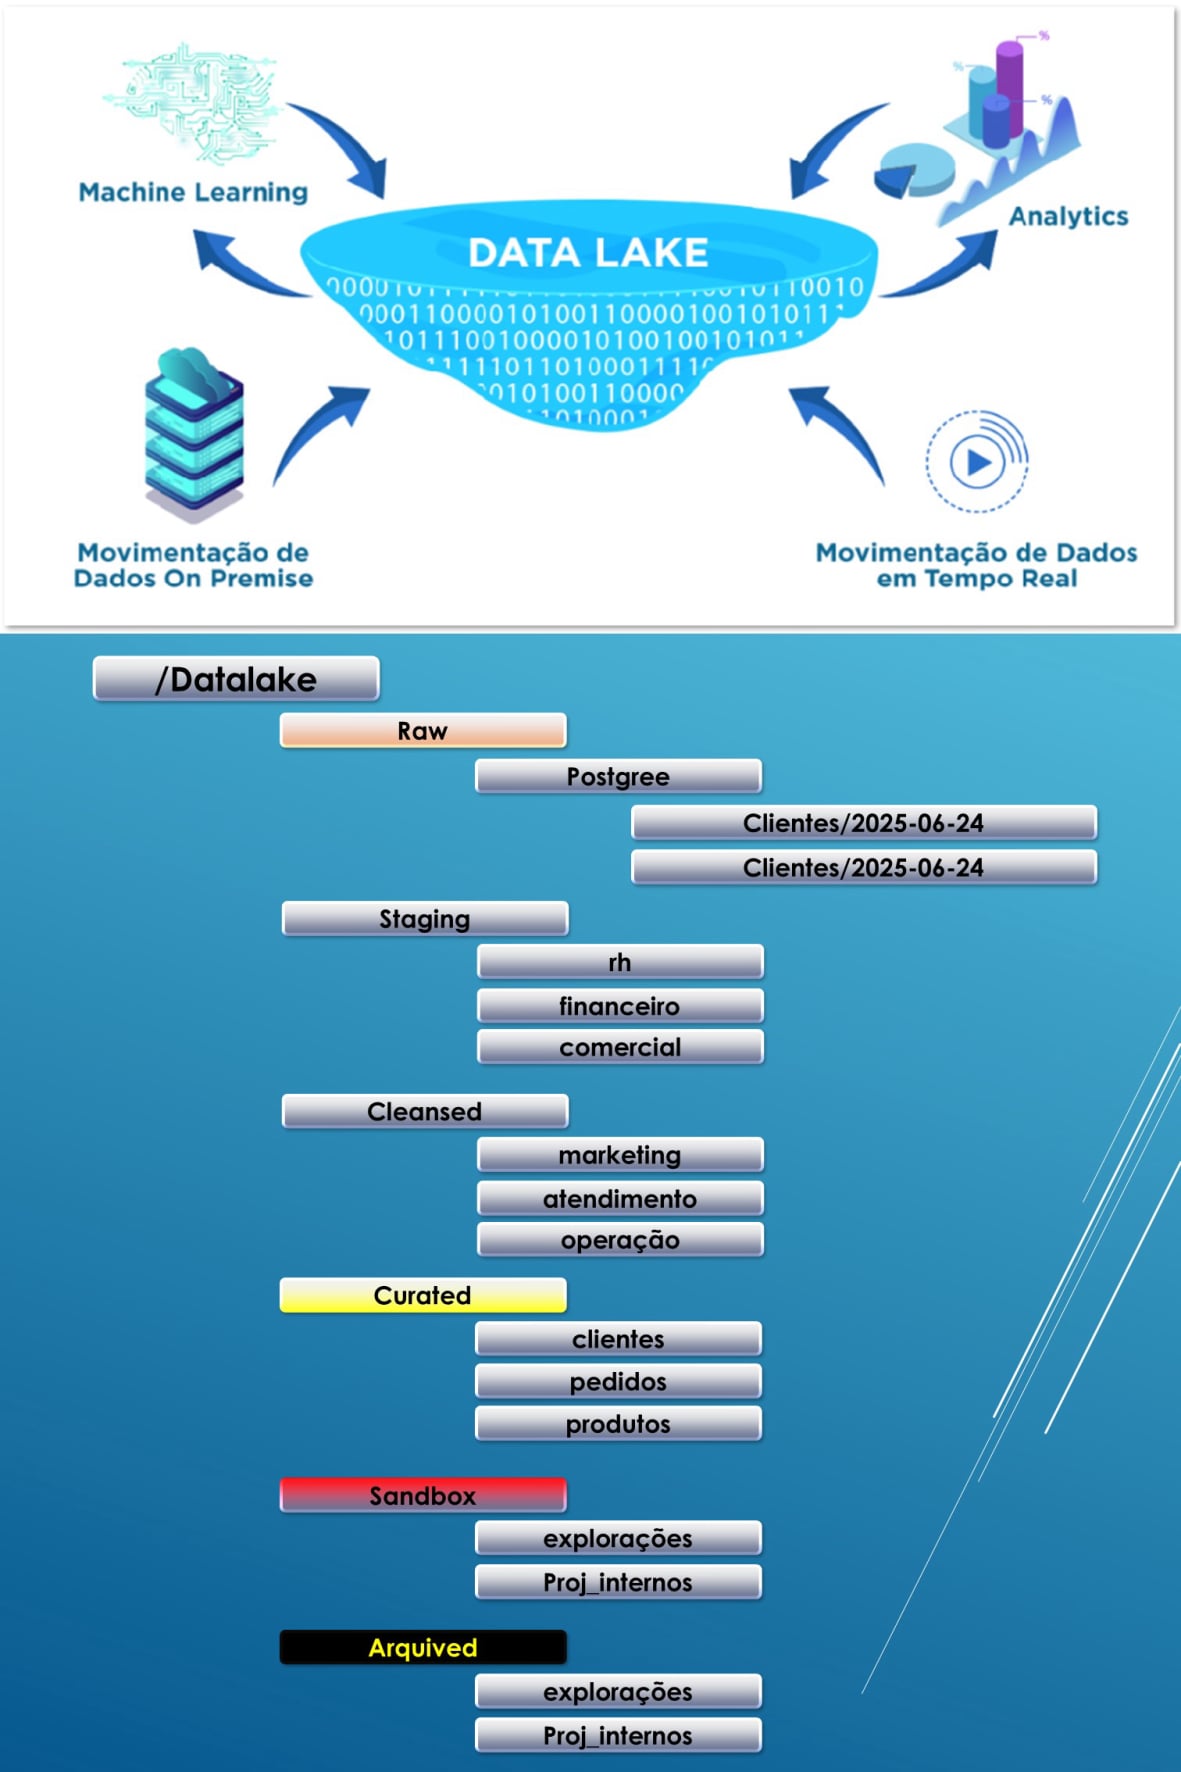 %
%
%
Machine Learning
Analytics
DATA LAKE
000110000101001100001001010111
Movimentação de
Dados On Premise
Movimentação de Dados
em Tempo Real
/Datalake
Raw
Postgree
Clientes/2025-06-24
Clientes/2025-06-24
Staging
rh
financeiro
comercial
Cleansed
marketing
atendimento
operação
Curated
clientes
pedidos
produtos
Sandbox
explorações
Proj_internos
Arquived
explorações
Proj_internos